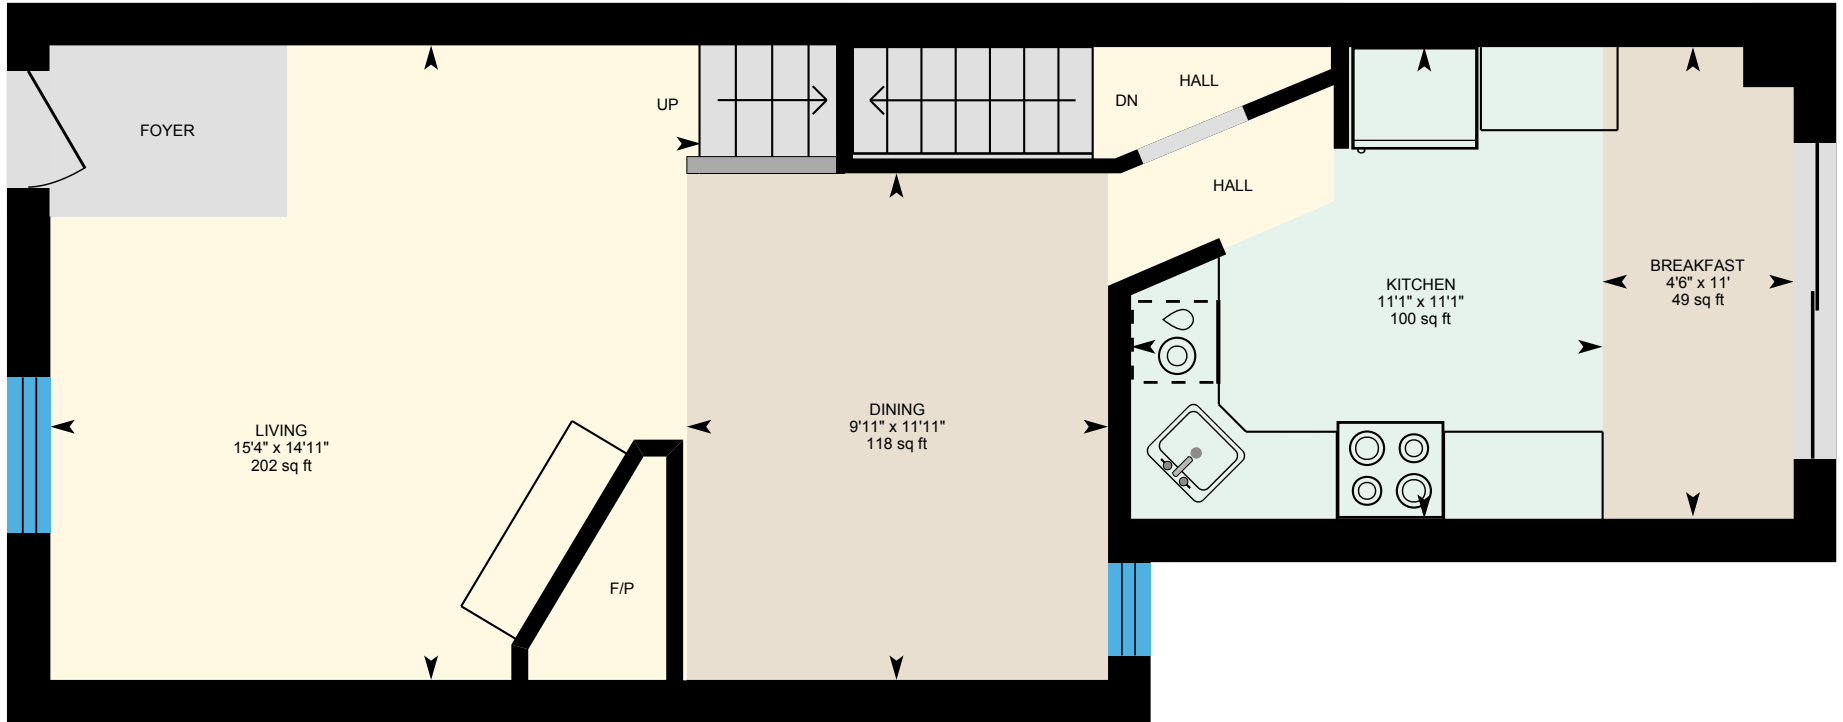 FOYER
UP
DN
HALL
HALL
LIVING
15'4" x 14'11"
202 sq ft
F/P
DINING
9'11" x 11'11"
118 sq ft
KITCHEN
11'1" x 11'1"
100 sq ft
BREAKFAST
4'6" x 11'
49 sq ft